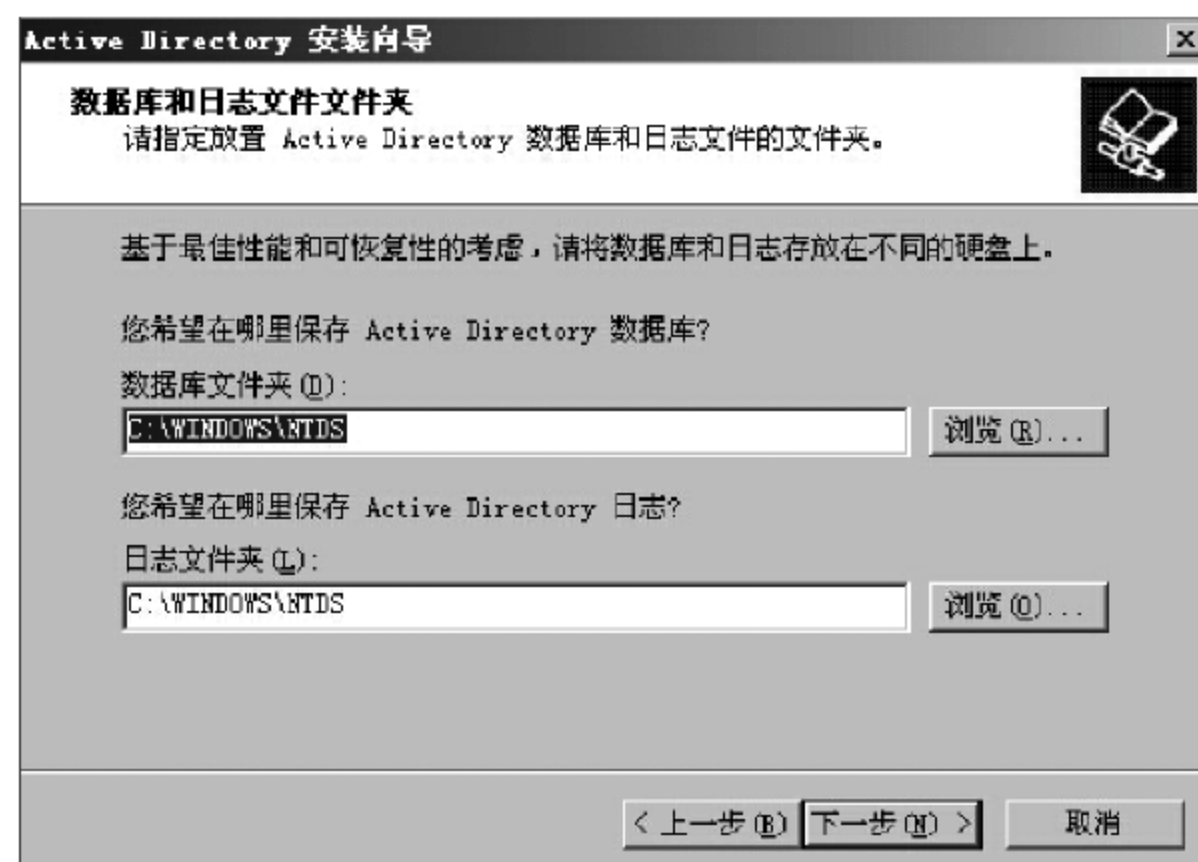 Active Directory 安装向导
数据库和日志文件文件夹
请指定放置 Active Directory 数据库和日志文件的文件夹。
基于最佳性能和可恢复性的考虑，请将数据库和日志存放在不同的硬盘上。
您希望在哪里保存 Active Directory 数据库?
数据库文件夹(D):
C:\WINDOWS\NTDS
浏览(R)...
您希望在哪里保存 Active Directory 日志?
日志文件夹(L):
C:\WINDOWS\NTDS
浏览(O)...
< 上一步(B) 下一步(N) > 取消